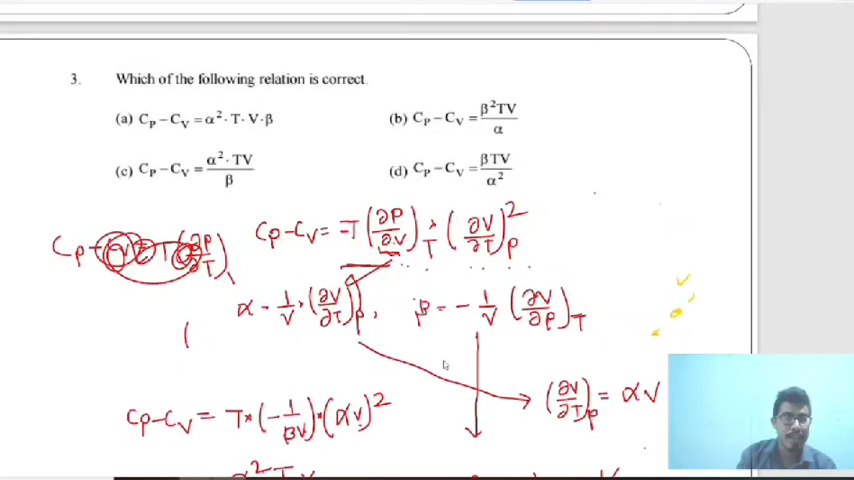 3. Which of the following relation is correct.
(a) C_P − C_V = α²· T· V· β (b) C_P − C_V = β²TV/α
(c) C_P − C_V = α²· TV/β (d) C_P − C_V = βTV/α²
Cp-Cv = -T(∂P/∂V)_T × (∂V/∂T)²_P
α = 1/V × (∂V/∂T)_P , β = - 1/V (∂V/∂P)_T
(∂V/∂T)_P = αV
Cp-Cv = T*(-1/βV)*(αV)²